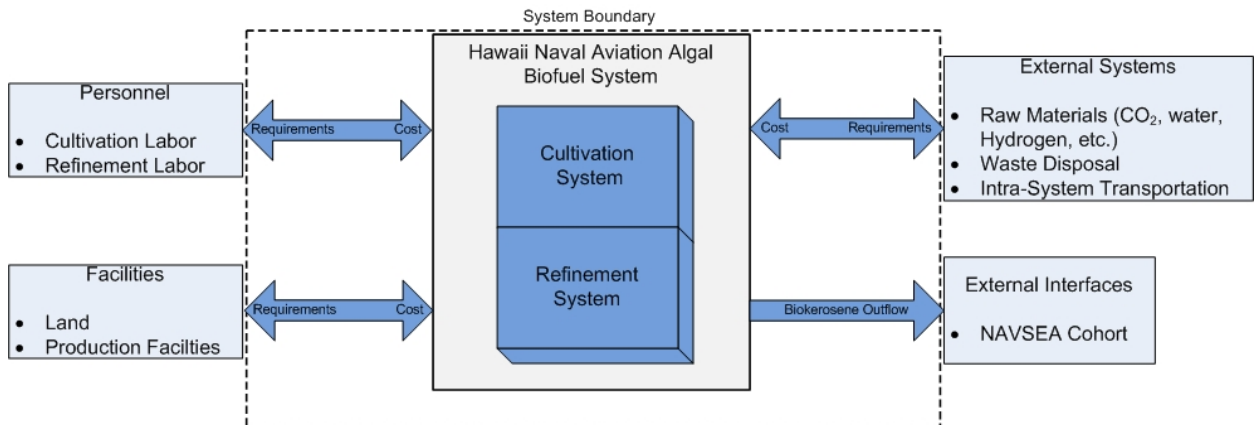 System Boundary
Hawaii Naval Aviation Algal
Biofuel System
Personnel
• Cultivation Labor
• Refinement Labor
Requirements Cost
Cost Requirements
External Systems
• Raw Materials (CO₂, water,
Hydrogen, etc.)
• Waste Disposal
• Intra-System Transportation
Cultivation
System
Refinement
System
Facilities
• Land
• Production Facilties
Requirements Cost
Biokerosene Outflow
External Interfaces
• NAVSEA Cohort